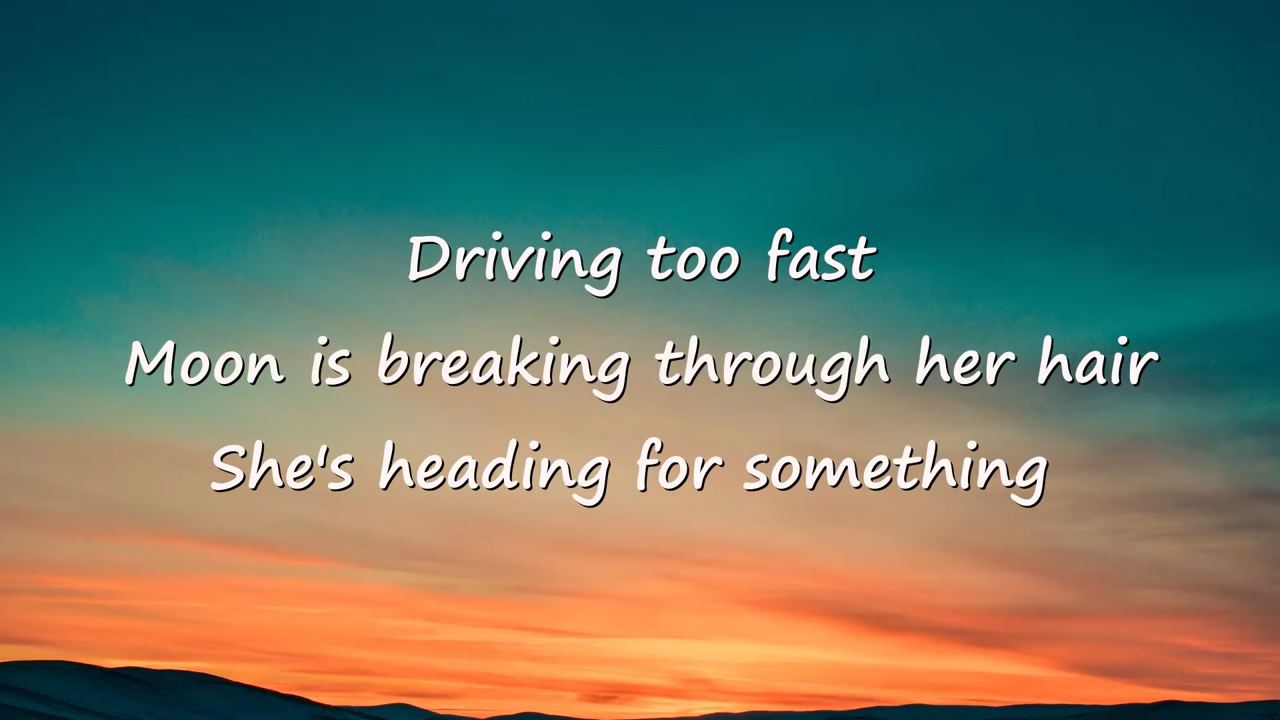 Driving too fast
Moon is breaking through her hair
She's heading for something